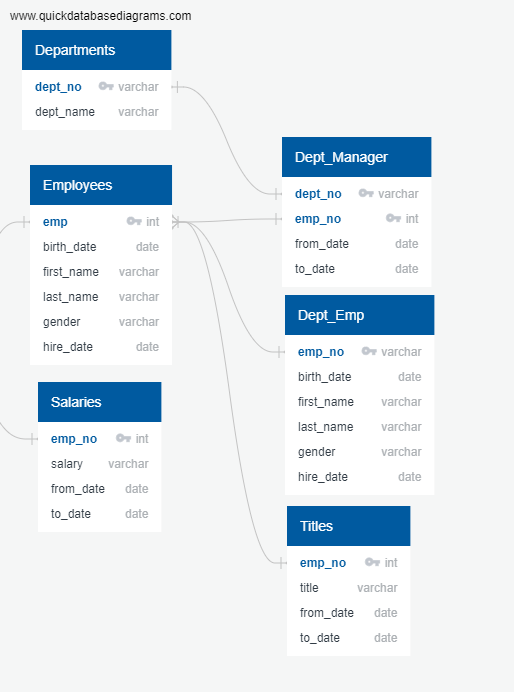 www.quickdatabasediagrams.com
Departments
dept_no varchar
dept_name varchar
Employees
emp int
birth_date date
first_name varchar
last_name varchar
gender varchar
hire_date date
Salaries
emp_no int
salary varchar
from_date date
to_date date
Dept_Manager
dept_no varchar
emp_no int
from_date date
to_date date
Dept_Emp
emp_no varchar
birth_date date
first_name varchar
last_name varchar
gender varchar
hire_date date
Titles
emp_no int
title varchar
from_date date
to_date date